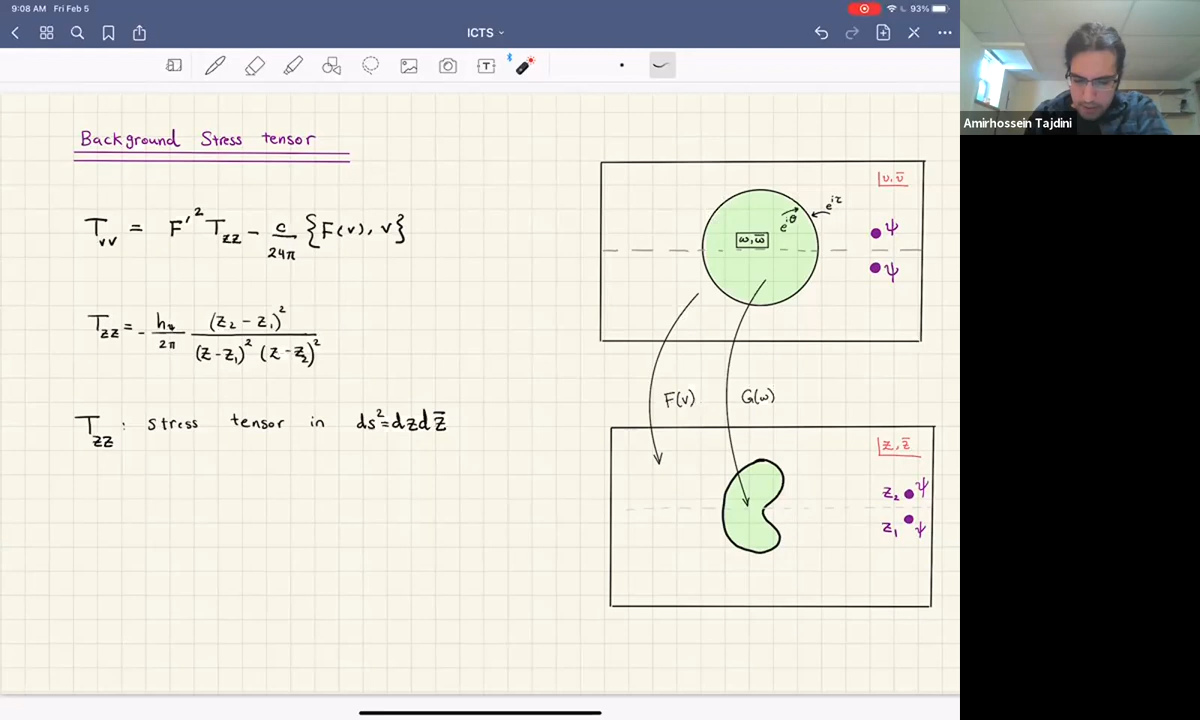 9:08 AM Fri Feb 5
93%
ICTS
Amirhossein Tajdini
Background Stress tensor
T_vv = F'^2 T_zz - c/24π {F(v), v}
T_zz = - h_ψ/2π (z_2 - z_1)^2 / (z - z_1)^2 (z - z_2)^2
T_zz : stress tensor in ds^2 = dz dz̄
v, v̄
e^iτ
e^iθ
w, w̄
ψ
ψ
F(v)
G(w)
z, z̄
z_2 ψ
z_1 ψ